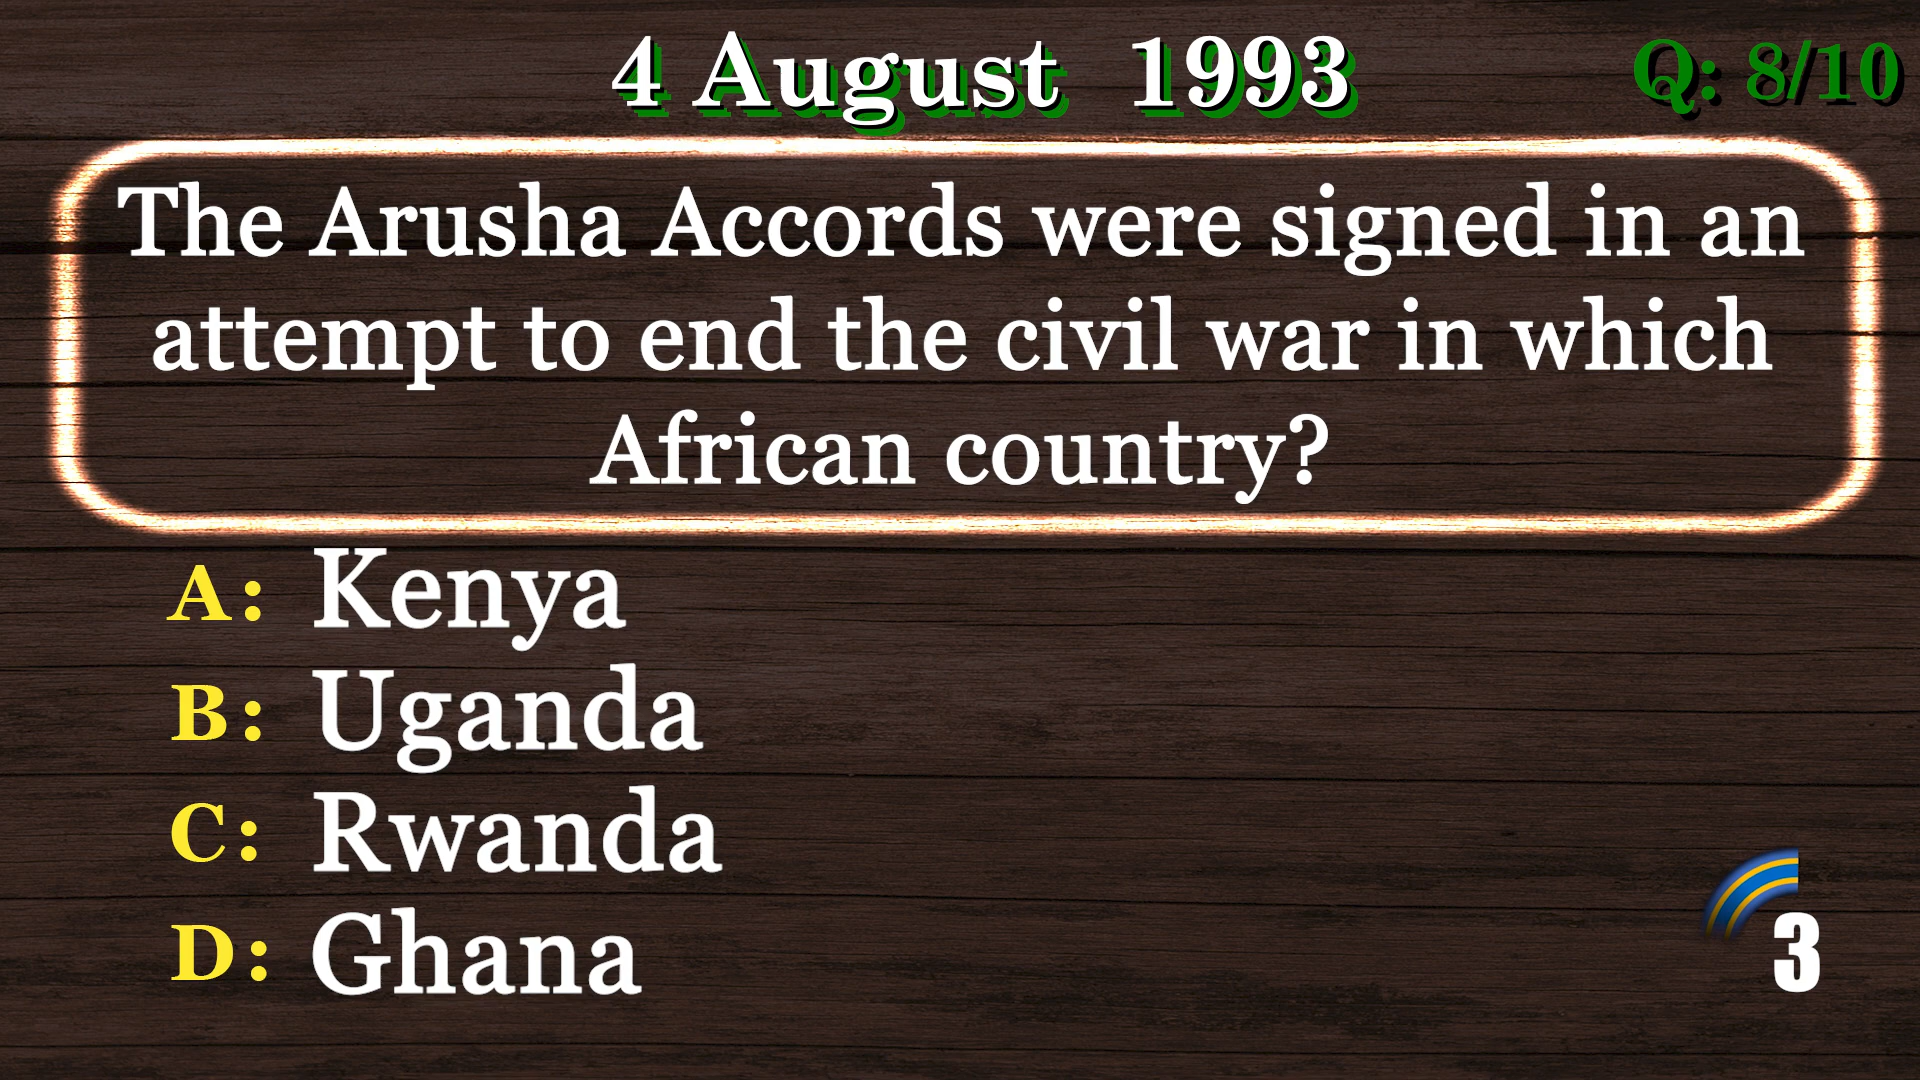 4 August 1993
Q: 8/10
The Arusha Accords were signed in an
attempt to end the civil war in which
African country?
A: Kenya
B: Uganda
C: Rwanda
D: Ghana
3